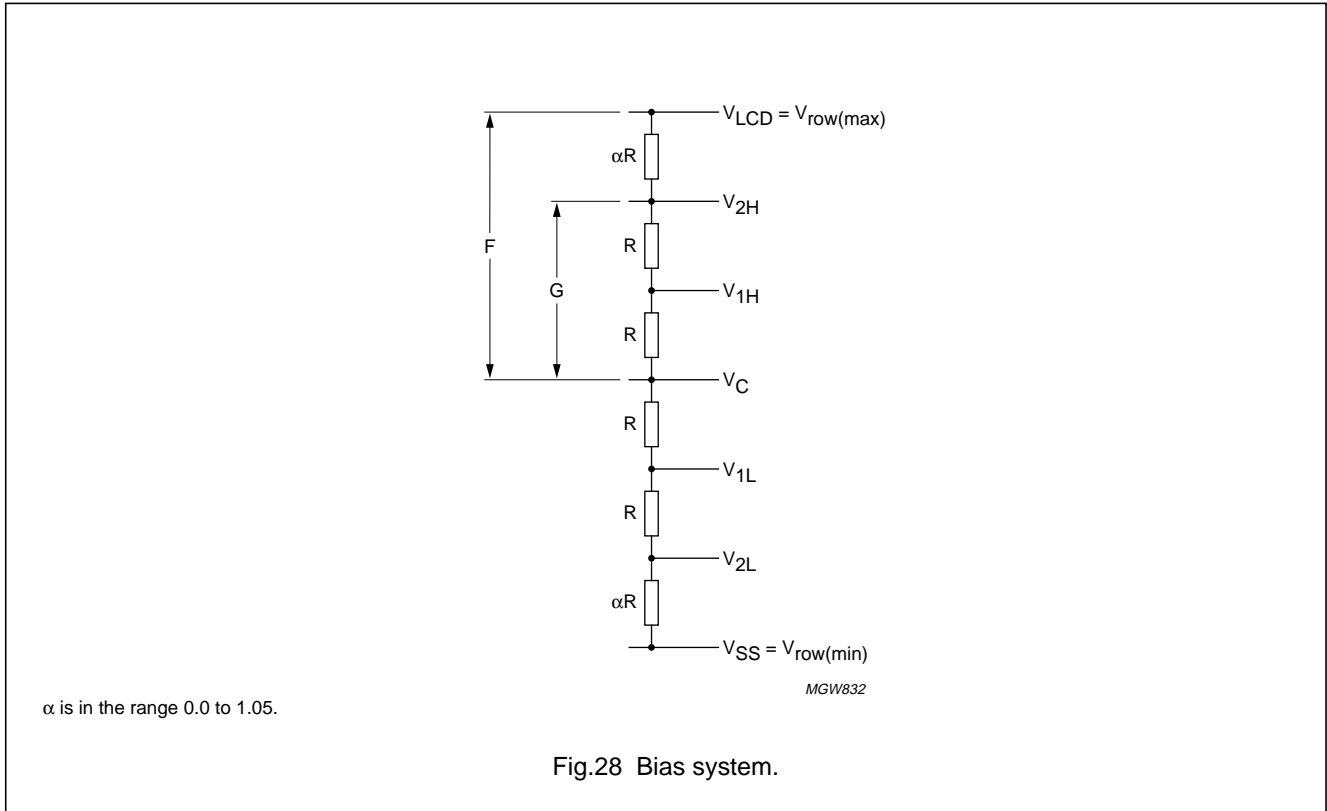 V_LCD = V_row(max)
αR
V_2H
R
F
V_1H
G
R
V_C
R
V_1L
R
V_2L
αR
V_SS = V_row(min)
MGW832
α is in the range 0.0 to 1.05.
Fig.28 Bias system.